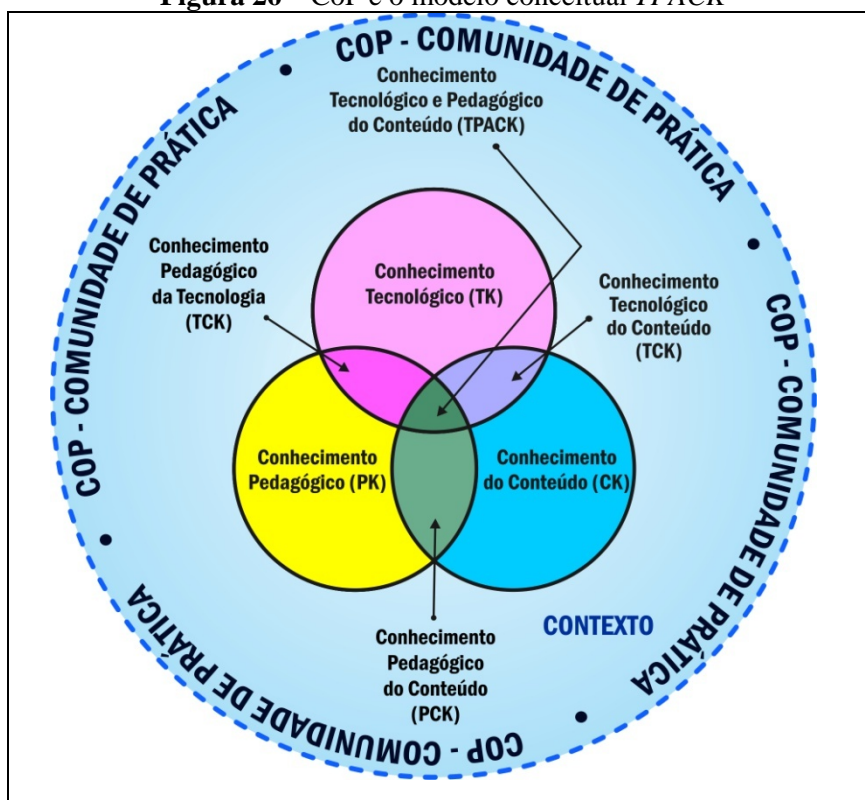 Figura 26 – CoP e o modelo conceitual TPACK
COP - COMUNIDADE DE PRÁTICA
COP - COMUNIDADE DE PRÁTICA
COP - COMUNIDADE DE PRÁTICA
COP - COMUNIDADE DE PRÁTICA
Conhecimento
Tecnológico e Pedagógico
do Conteúdo (TPACK)
Conhecimento
Pedagógico
da Tecnologia
(TCK)
Conhecimento
Tecnológico (TK)
Conhecimento
Tecnológico
do Conteúdo
(TCK)
Conhecimento
Pedagógico (PK)
Conhecimento
do Conteúdo (CK)
CONTEXTO
Conhecimento
Pedagógico
do Conteúdo
(PCK)